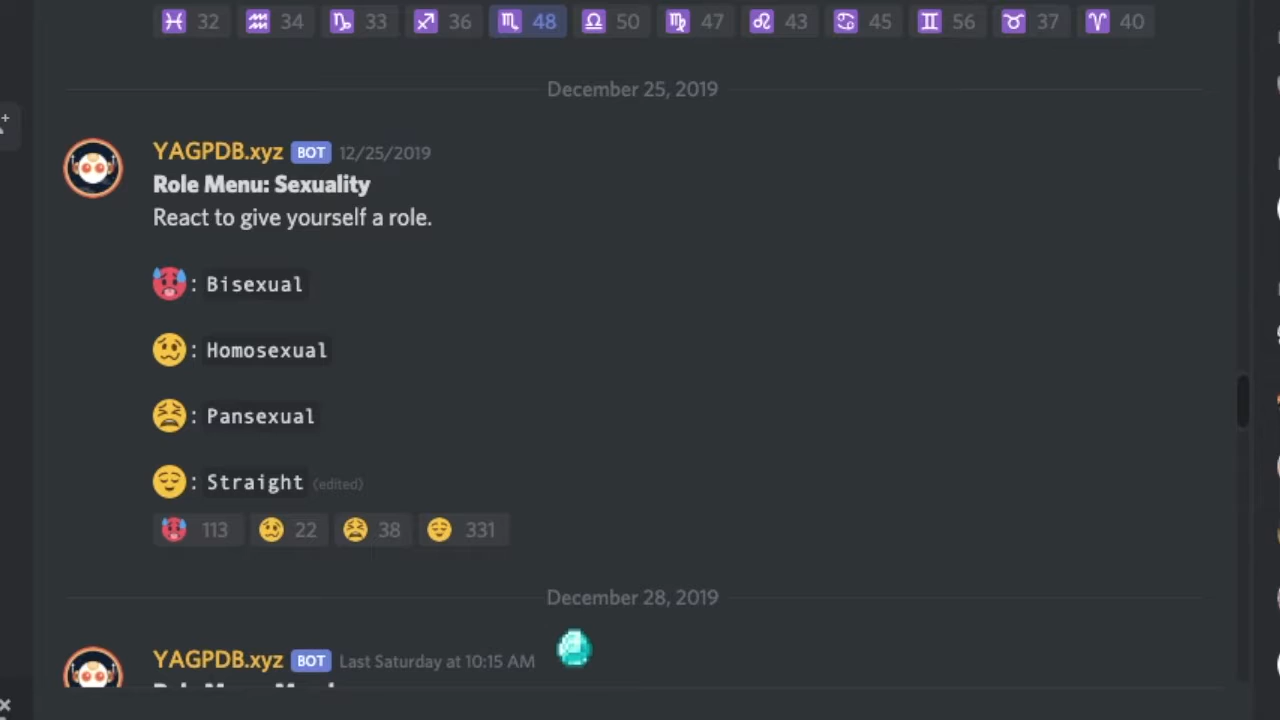 32 34 33 36 48 50 47 43 45 56 37 40
December 25, 2019
YAGPDB.xyz BOT 12/25/2019
Role Menu: Sexuality
React to give yourself a role.
: Bisexual
: Homosexual
: Pansexual
: Straight (edited)
113 22 38 331
December 28, 2019
YAGPDB.xyz BOT Last Saturday at 10:15 AM